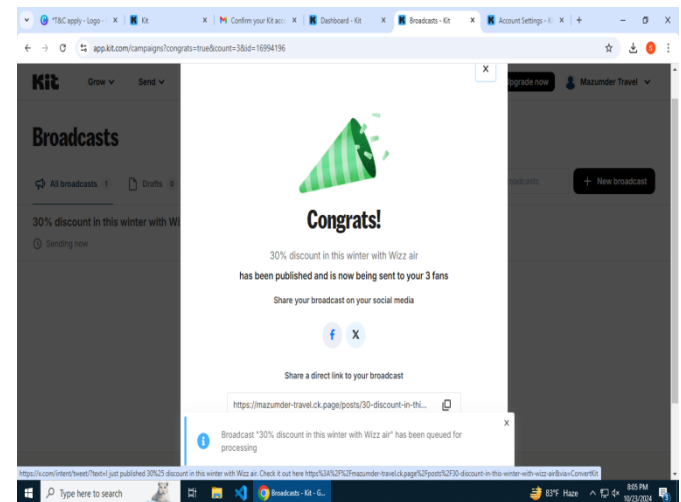 "T&C apply - Logo -
Kit
Confirm your Kit acc
Dashboard - Kit
Broadcasts - Kit
Account Settings - Ki
app.kit.com/campaigns?congrats=true&count=3&id=16994196
Kit
Grow
Send
Upgrade now
Mazumder Travel
Broadcasts
All broadcasts 1
Drafts 0
broadcasts
+ New broadcast
30% discount in this winter with Wi
Sending now
X
Congrats!
30% discount in this winter with Wizz air
has been published and is now being sent to your 3 fans
Share your broadcast on your social media
Share a direct link to your broadcast
https://mazumder-travel.ck.page/posts/30-discount-in-thi...
Broadcast "30% discount in this winter with Wizz air" has been queued for
processing
https://x.com/intent/tweet/?text=I just published 30%25 discount in this winter with Wizz air. Check it out here https%3A%2F%2Fmazumder-travel.ck.page%2Fposts%2F30-discount-in-this-winter-with-wizz-air&via=ConvertKit
Type here to search
Broadcasts - Kit - G...
83°F Haze
8:05 PM
10/23/2024